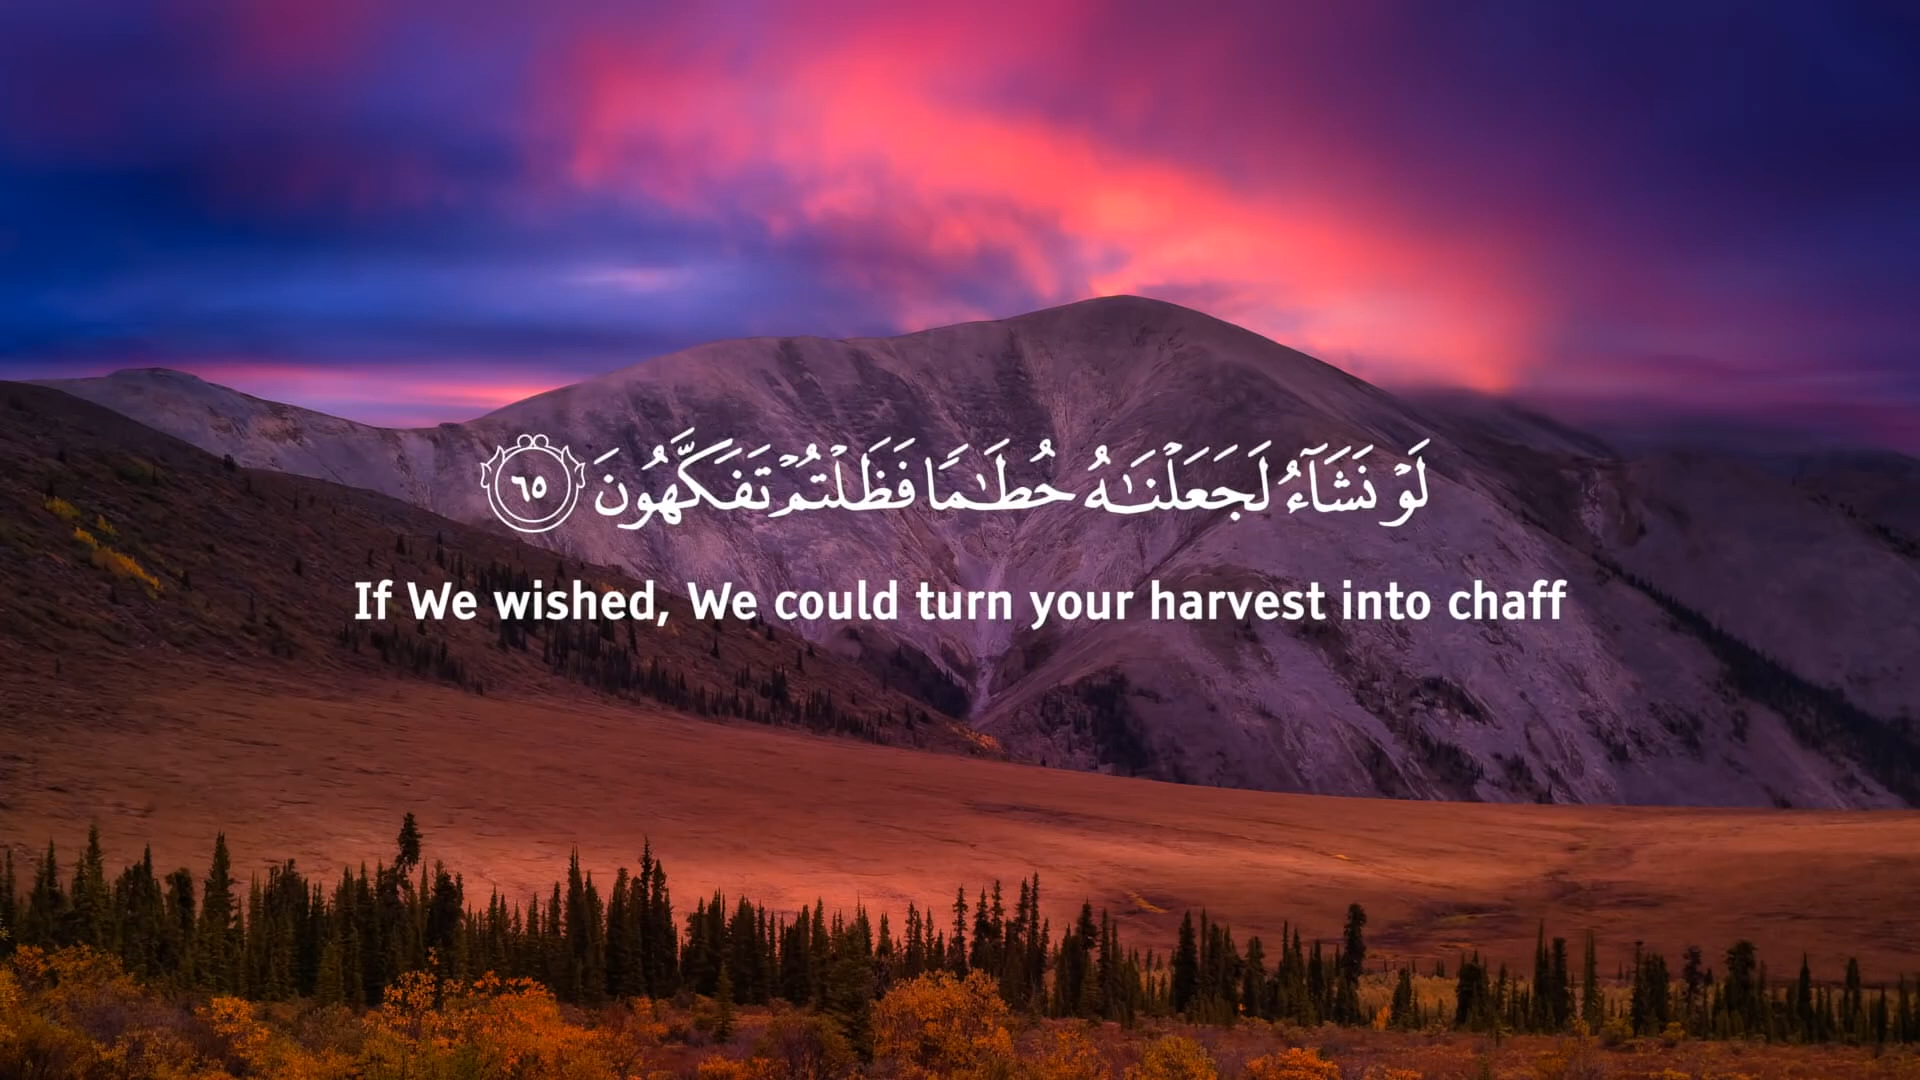 لَوْ نَشَآءُ لَجَعَلْنَـٰهُ حُطَـٰمًا فَظَلْتُمْ تَفَكَّهُونَ ٦٥
If We wished, We could turn your harvest into chaff